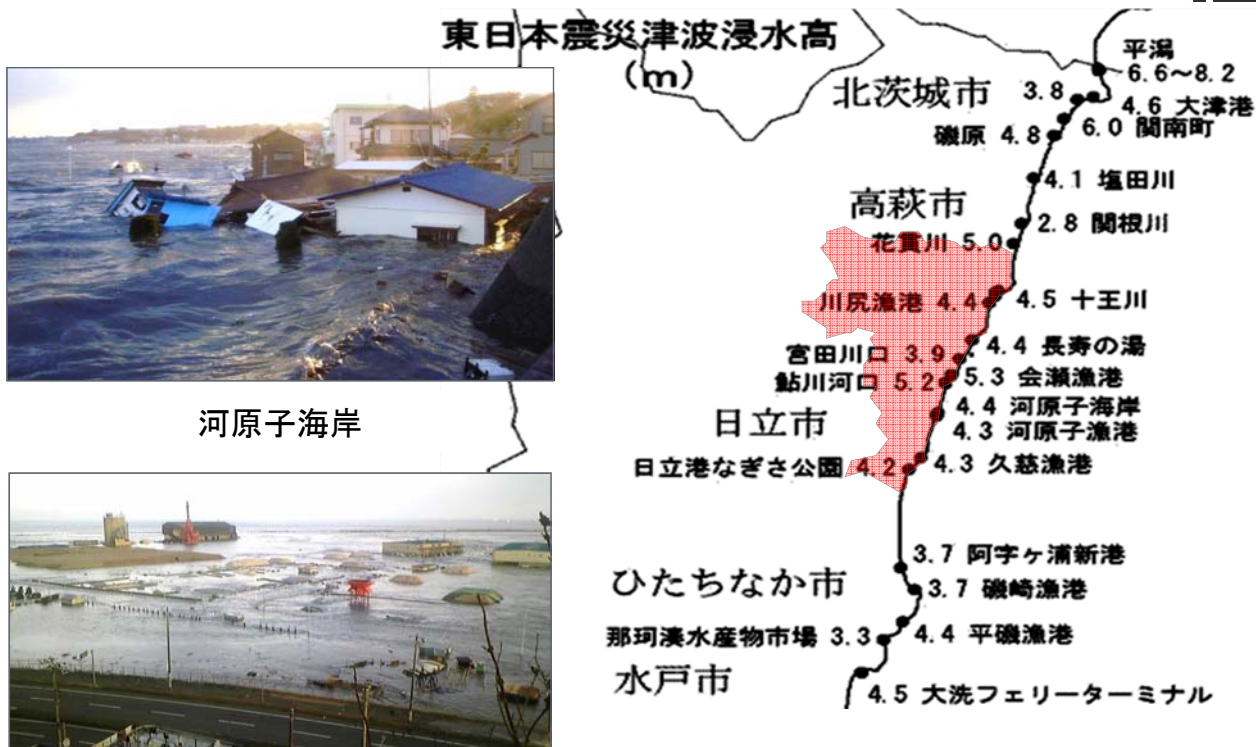 東日本震災津波浸水高
(m)
平潟
6.6～8.2
北茨城市
3.8
4.6 大津港
6.0 関南町
磯原 4.8
4.1 塩田川
高萩市
2.8 関根川
花貫川 5.0
川尻漁港 4.4
4.5 十王川
4.4 長寿の湯
宮田川口 3.9
5.3 会瀬漁港
鮎川河口 5.2
4.4 河原子海岸
日立市
4.3 河原子漁港
日立港なぎさ公園 4.2
4.3 久慈漁港
3.7 阿字ヶ浦新港
ひたちなか市
3.7 磯崎漁港
那珂湊水産物市場 3.3
4.4 平磯漁港
水戸市
4.5 大洗フェリーターミナル
河原子海岸